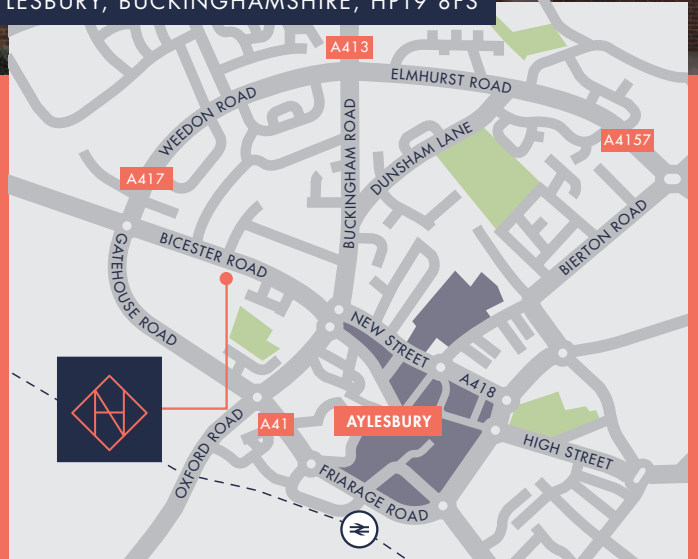 LESBURY, BUCKINGHAMSHIRE, HP19 8FS
A413
ELMHURST ROAD
WEEDON ROAD
BUCKINGHAM ROAD
DUNSHAM LANE
A4157
A417
BICESTER ROAD
GATEHOUSE ROAD
BIERTON ROAD
NEW STREET
A418
AYLESBURY
A41
OXFORD ROAD
HIGH STREET
FRIARAGE ROAD